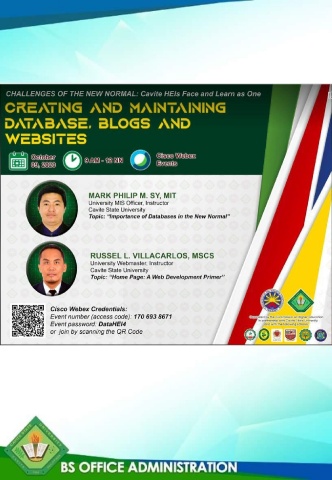 CHALLENGES OF THE NEW NORMAL: Cavite HEIs Face and Learn as One
CREATING AND MAINTAINING
DATABASE, BLOGS AND
WEBSITES
October
30, 2020
9 AM - 12 NN
Cisco Webex
Events
MARK PHILIP M. SY, MIT
University MIS Officer, Instructor
Cavite State University
Topic: "Importance of Databases in the New Normal"
RUSSEL L. VILLACARLOS, MSCS
University Webmaster, Instructor
Cavite State University
Topic: "Home Page: A Web Development Primer"
Cisco Webex Credentials:
Event number (access code): 170 693 8671
Event password: DataHEI4
or join by scanning the QR Code
BS OFFICE ADMINISTRATION